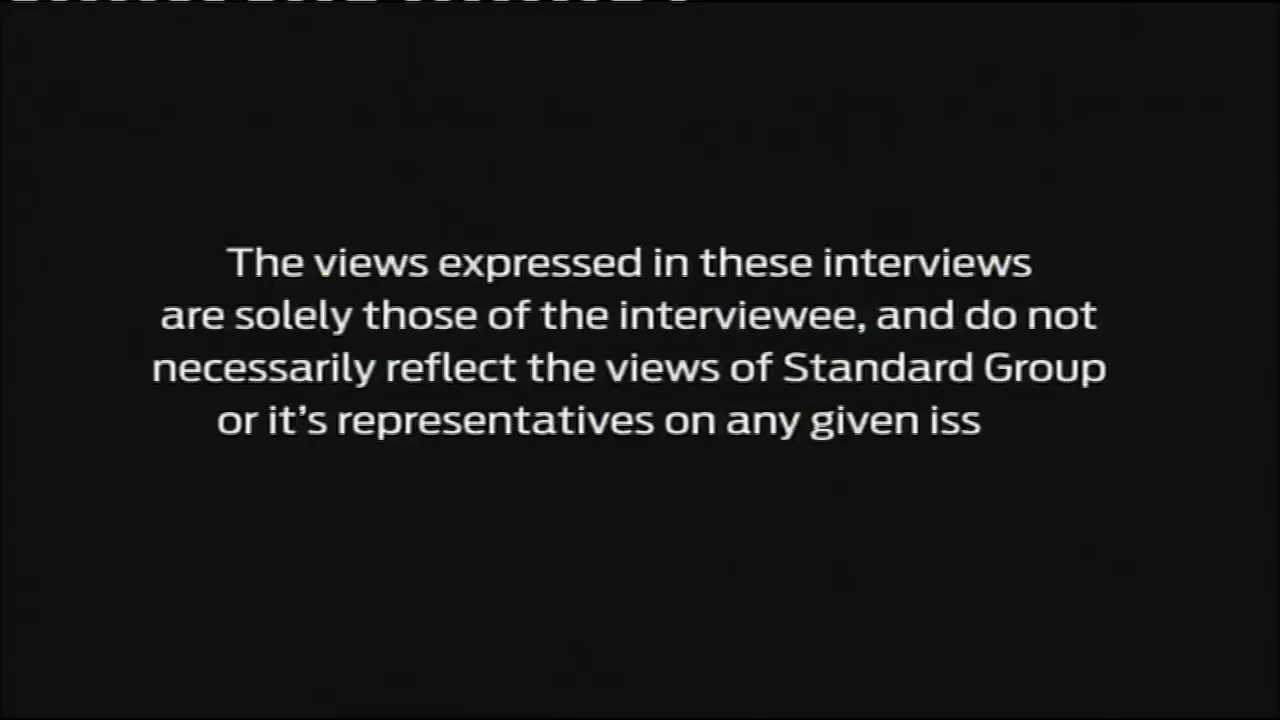 The views expressed in these interviews
are solely those of the interviewee, and do not
necessarily reflect the views of Standard Group
or it's representatives on any given iss